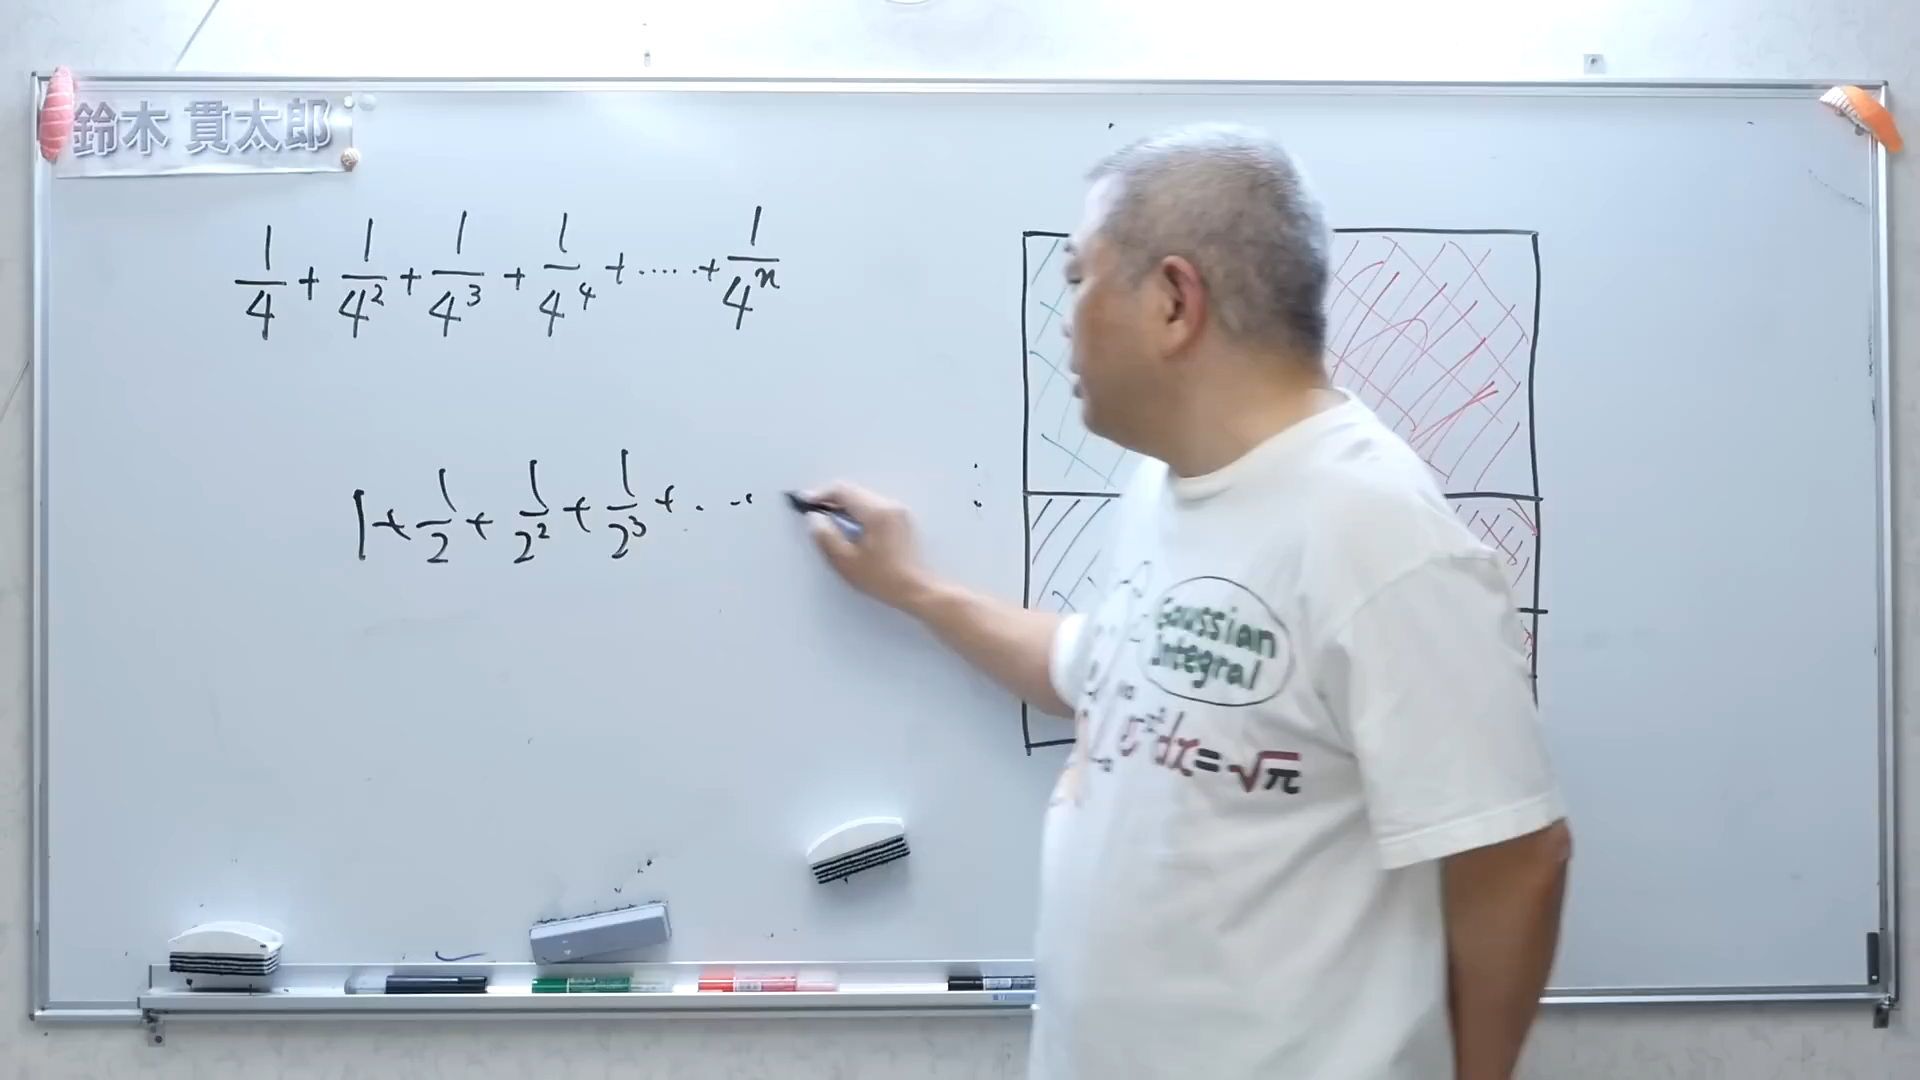 鈴木 貫太郎
1/4 + 1/4² + 1/4³ + 1/4⁴ + ····· + 1/4ⁿ
1 + 1/2 + 1/2² + 1/2³ + · · ·
Gaussian
integral
dx = √π